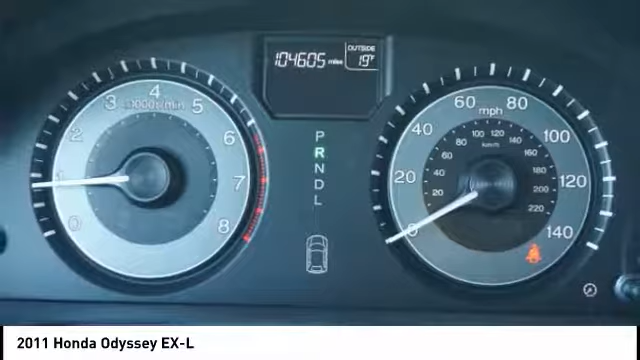 OUTSIDE
104605 miles 19°F
x1000r/min
0 1 2 3 4 5 6 7 8
P
R
N
D
L
mph
0 20 40 60 80 100 120 140
km/h
20 40 60 80 100 120 140 160 180 200 220
2011 Honda Odyssey EX-L